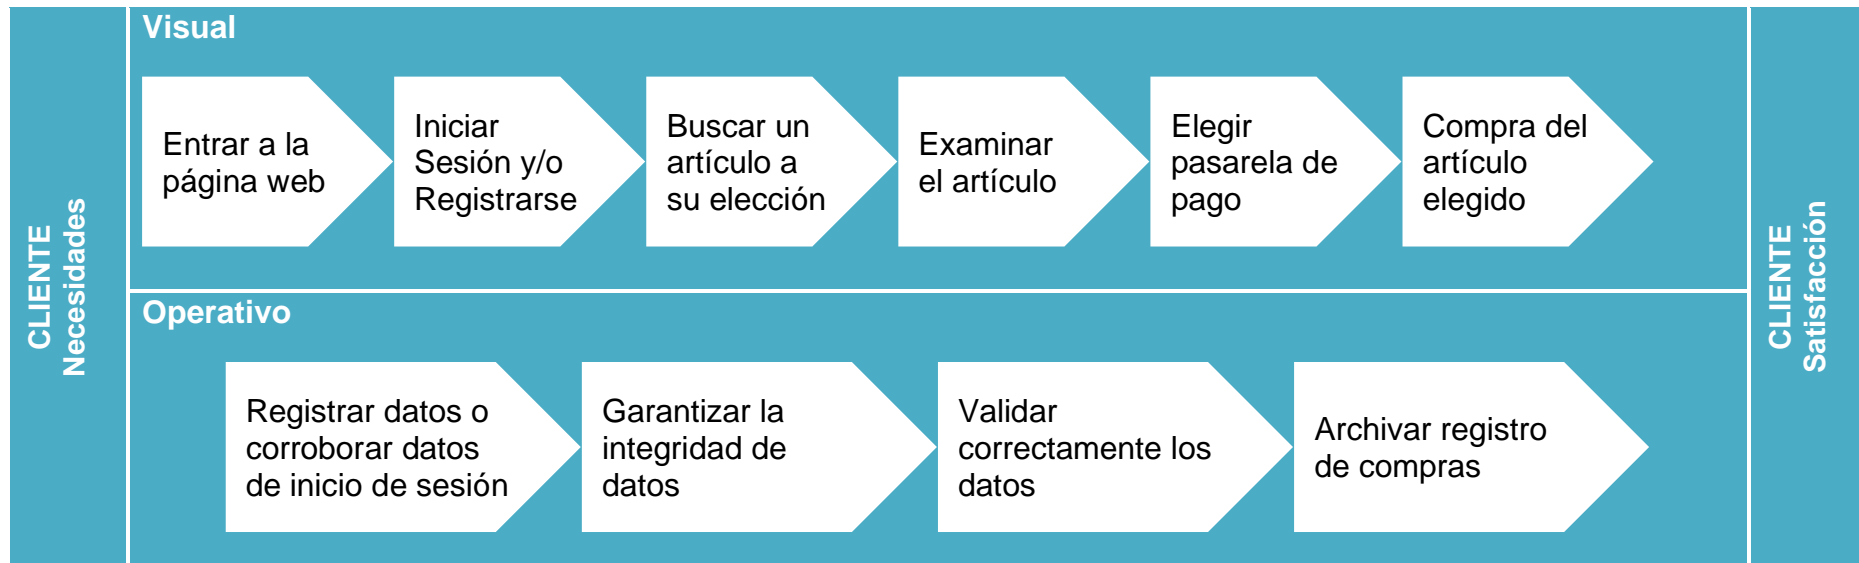 CLIENTE
Necesidades
Visual
Entrar a la
página web
Iniciar
Sesión y/o
Registrarse
Buscar un
artículo a
su elección
Examinar
el artículo
Elegir
pasarela de
pago
Compra del
artículo
elegido
Operativo
Registrar datos o
corroborar datos
de inicio de sesión
Garantizar la
integridad de
datos
Validar
correctamente los
datos
Archivar registro
de compras
CLIENTE
Satisfacción